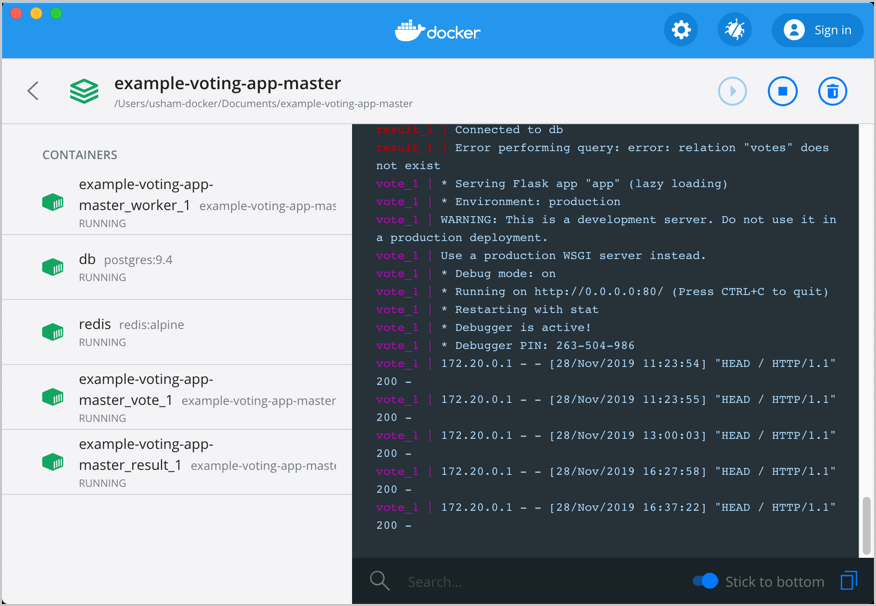 docker
Sign in
example-voting-app-master
/Users/usham-docker/Documents/example-voting-app-master
CONTAINERS
example-voting-app-
master_worker_1 example-voting-app-mas
RUNNING
db postgres:9.4
RUNNING
redis redis:alpine
RUNNING
example-voting-app-
master_vote_1 example-voting-app-master
RUNNING
example-voting-app-
master_result_1 example-voting-app-maste
RUNNING
result_1 | Connected to db
result_1 | Error performing query: error: relation "votes" does
not exist
vote_1 | * Serving Flask app "app" (lazy loading)
vote_1 | * Environment: production
vote_1 | WARNING: This is a development server. Do not use it in
a production deployment.
vote_1 | Use a production WSGI server instead.
vote_1 | * Debug mode: on
vote_1 | * Running on http://0.0.0.0:80/ (Press CTRL+C to quit)
vote_1 | * Restarting with stat
vote_1 | * Debugger is active!
vote_1 | * Debugger PIN: 263-504-986
vote_1 | 172.20.0.1 - - [28/Nov/2019 11:23:54] "HEAD / HTTP/1.1"
200 -
vote_1 | 172.20.0.1 - - [28/Nov/2019 11:23:55] "HEAD / HTTP/1.1"
200 -
vote_1 | 172.20.0.1 - - [28/Nov/2019 13:00:03] "HEAD / HTTP/1.1"
200 -
vote_1 | 172.20.0.1 - - [28/Nov/2019 16:27:58] "HEAD / HTTP/1.1"
200 -
vote_1 | 172.20.0.1 - - [28/Nov/2019 16:37:22] "HEAD / HTTP/1.1"
200 -
Search...
Stick to bottom